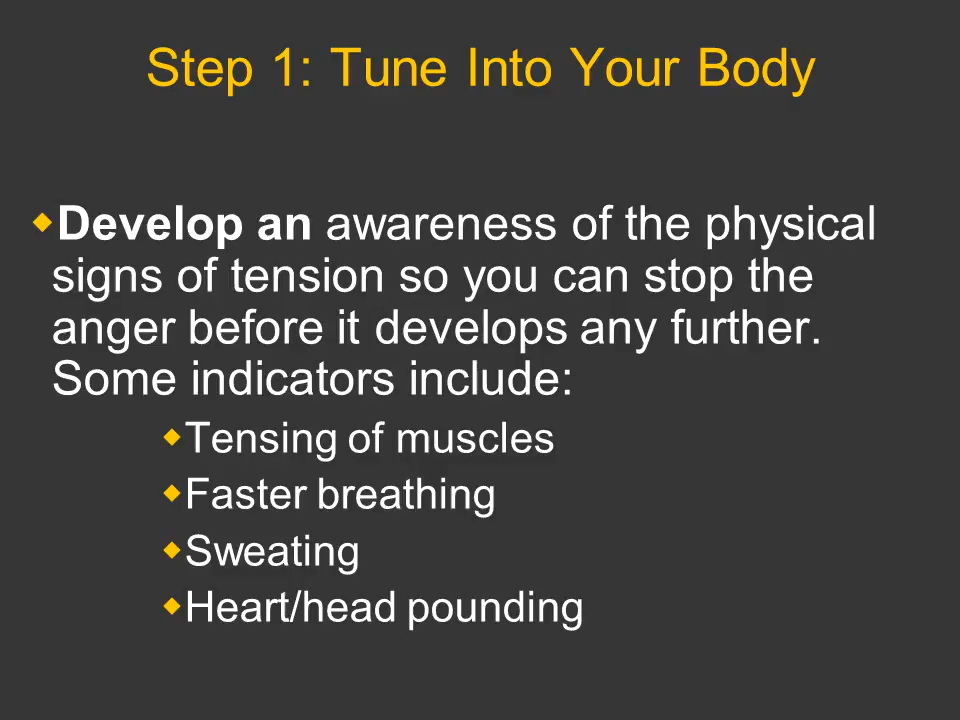 Step 1: Tune Into Your Body
◆Develop an awareness of the physical
signs of tension so you can stop the
anger before it develops any further.
Some indicators include:
◆Tensing of muscles
◆Faster breathing
◆Sweating
◆Heart/head pounding